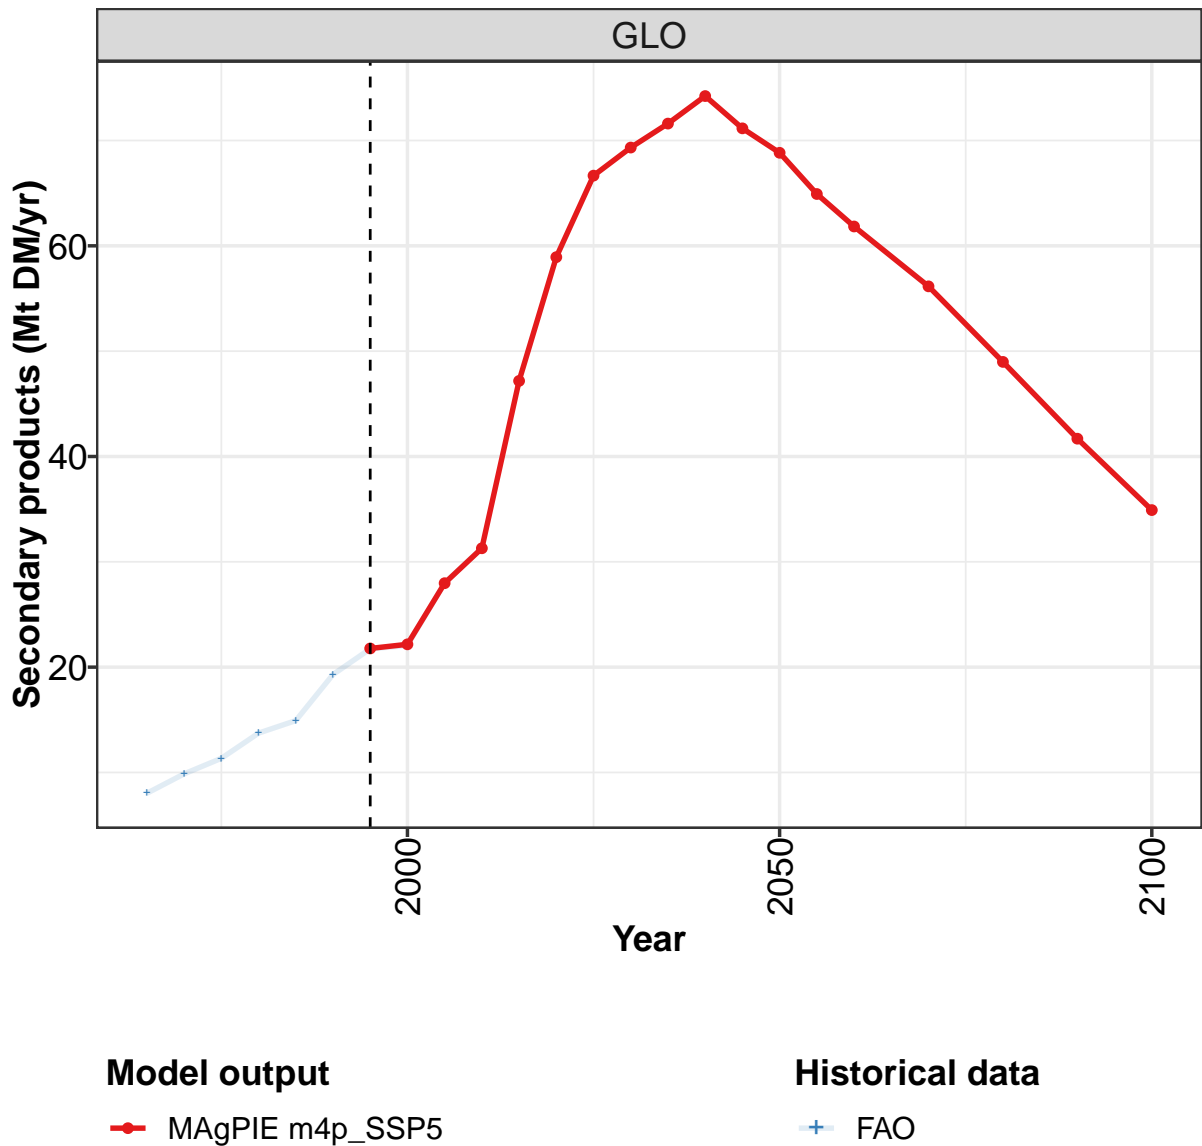 GLO
Secondary products (Mt DM/yr)
60
40
20
2000
2050
2100
Year
Model output
Historical data
MAgPIE m4p_SSP5
FAO